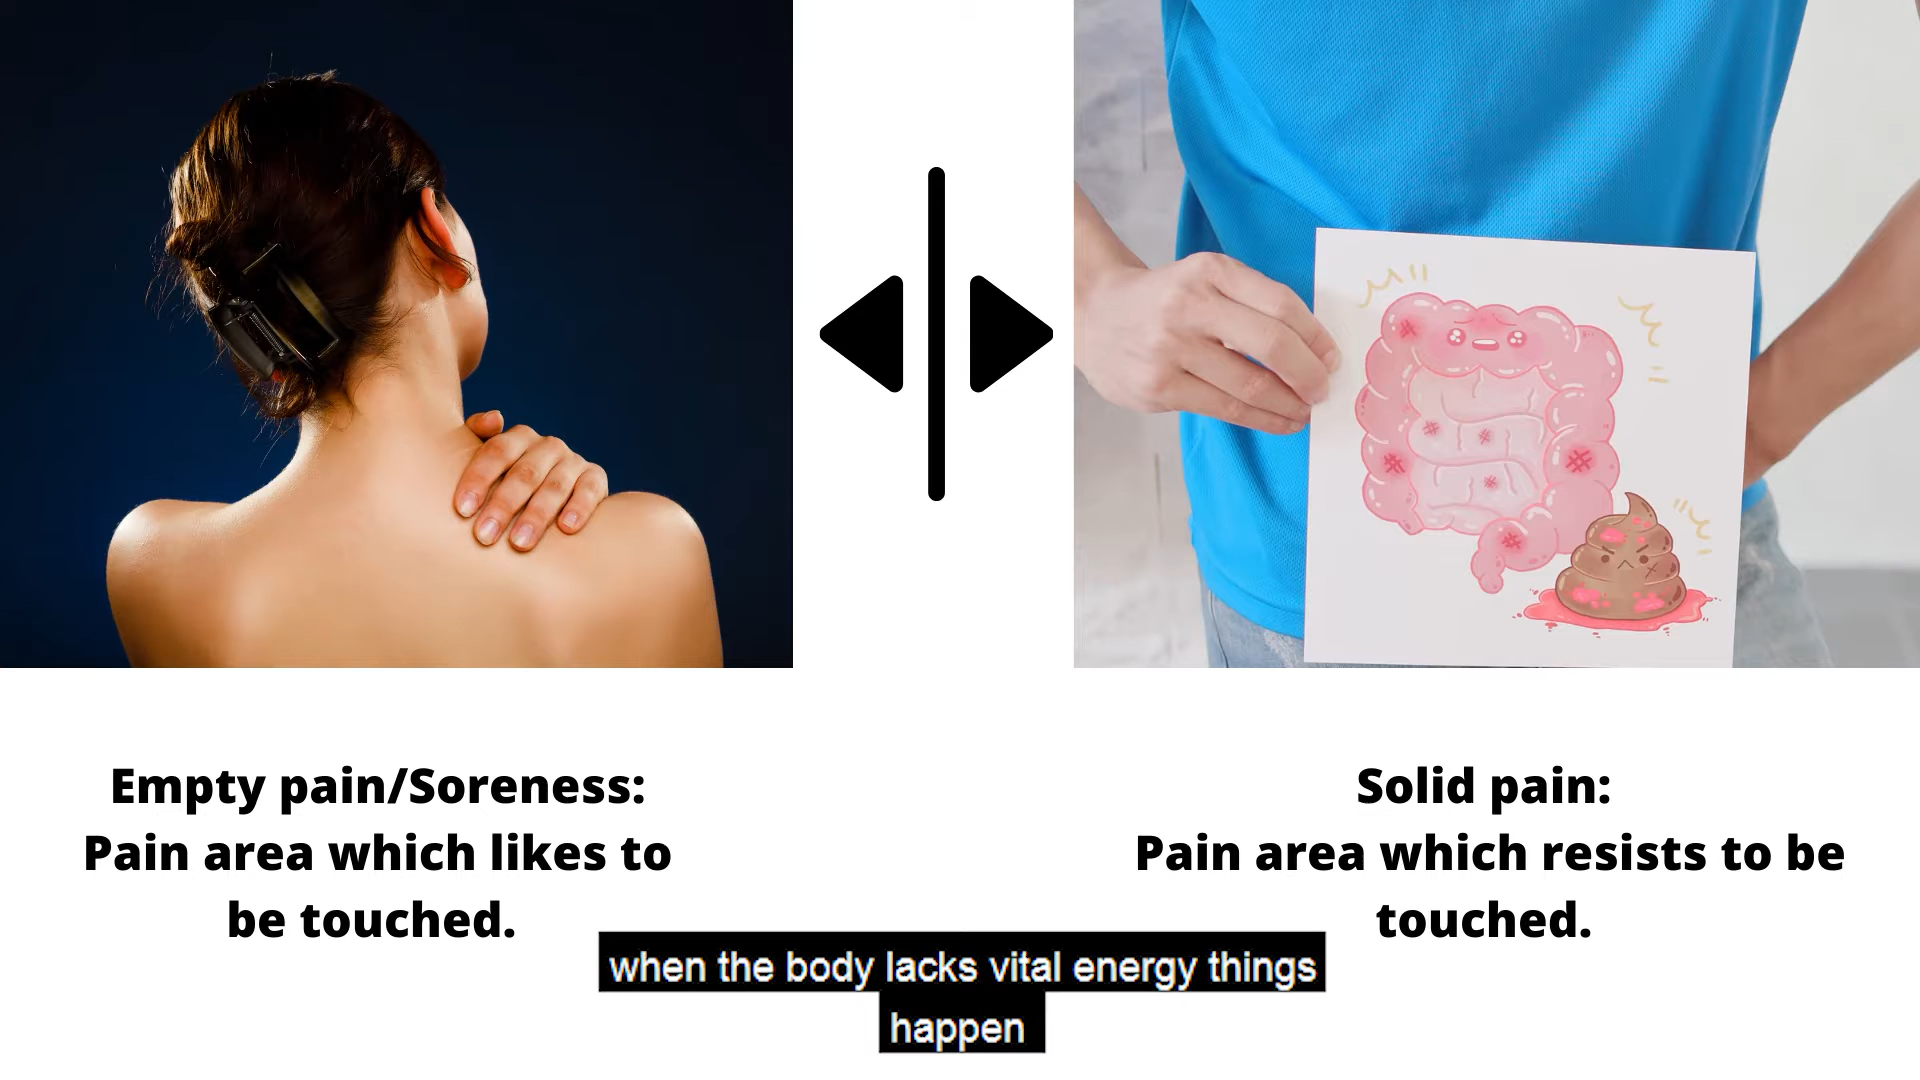 Empty pain/Soreness:
Pain area which likes to
be touched.
Solid pain:
Pain area which resists to be
touched.
when the body lacks vital energy things
happen